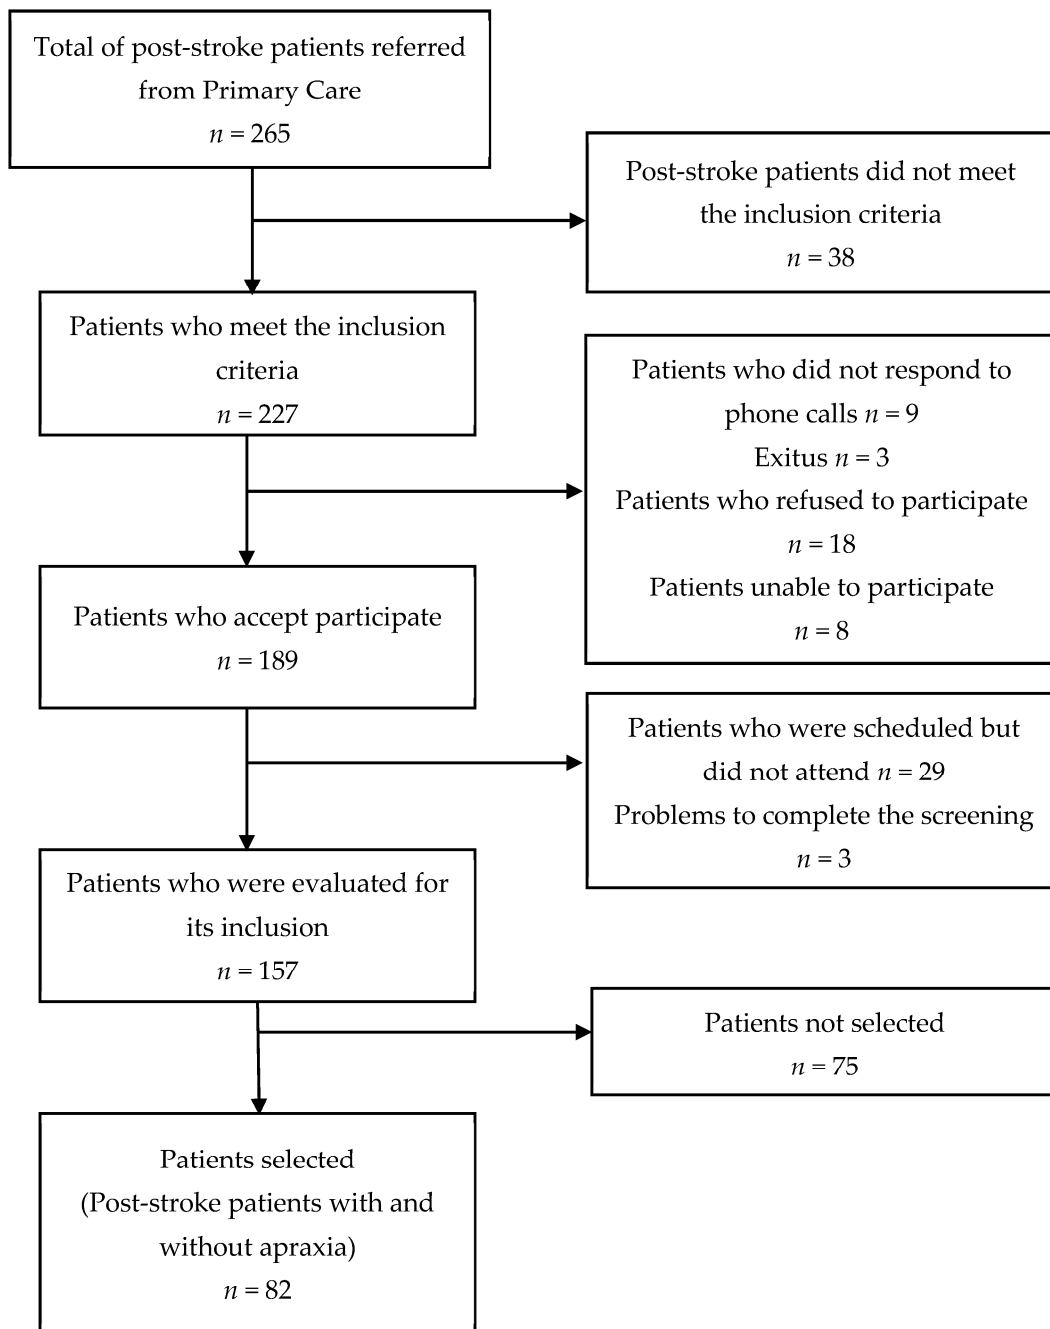 Total of post-stroke patients referred
from Primary Care
n = 265
Post-stroke patients did not meet
the inclusion criteria
n = 38
Patients who meet the inclusion
criteria
n = 227
Patients who did not respond to
phone calls n = 9
Exitus n = 3
Patients who refused to participate
n = 18
Patients unable to participate
n = 8
Patients who accept participate
n = 189
Patients who were scheduled but
did not attend n = 29
Problems to complete the screening
n = 3
Patients who were evaluated for
its inclusion
n = 157
Patients not selected
n = 75
Patients selected
(Post-stroke patients with and
without apraxia)
n = 82